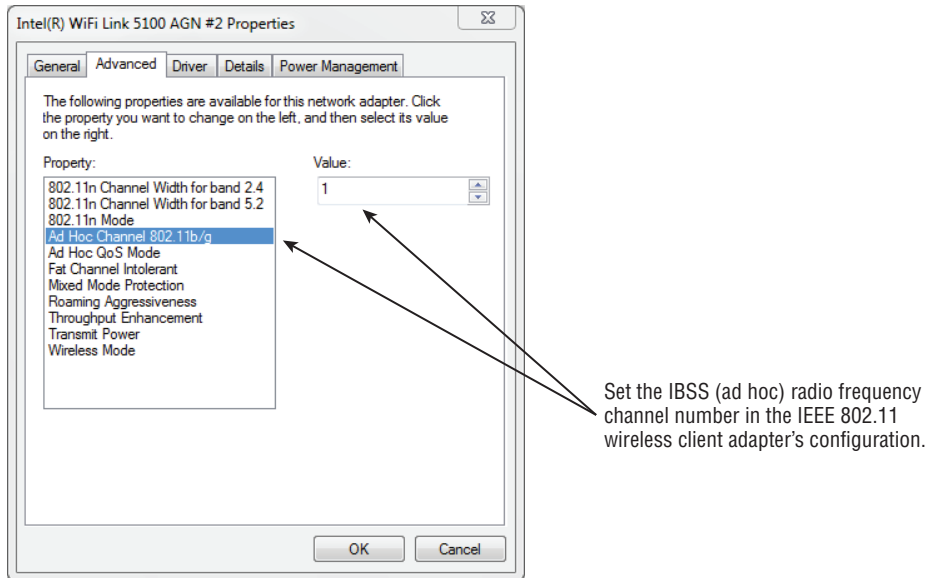 Intel(R) WiFi Link 5100 AGN #2 Properties
General Advanced Driver Details Power Management
The following properties are available for this network adapter. Click
the property you want to change on the left, and then select its value
on the right.
Property:
Value:
802.11n Channel Width for band 2.4
802.11n Channel Width for band 5.2
802.11n Mode
Ad Hoc Channel 802.11b/g
Ad Hoc QoS Mode
Fat Channel Intolerant
Mixed Mode Protection
Roaming Aggressiveness
Throughput Enhancement
Transmit Power
Wireless Mode
1
Set the IBSS (ad hoc) radio frequency
channel number in the IEEE 802.11
wireless client adapter's configuration.
OK Cancel